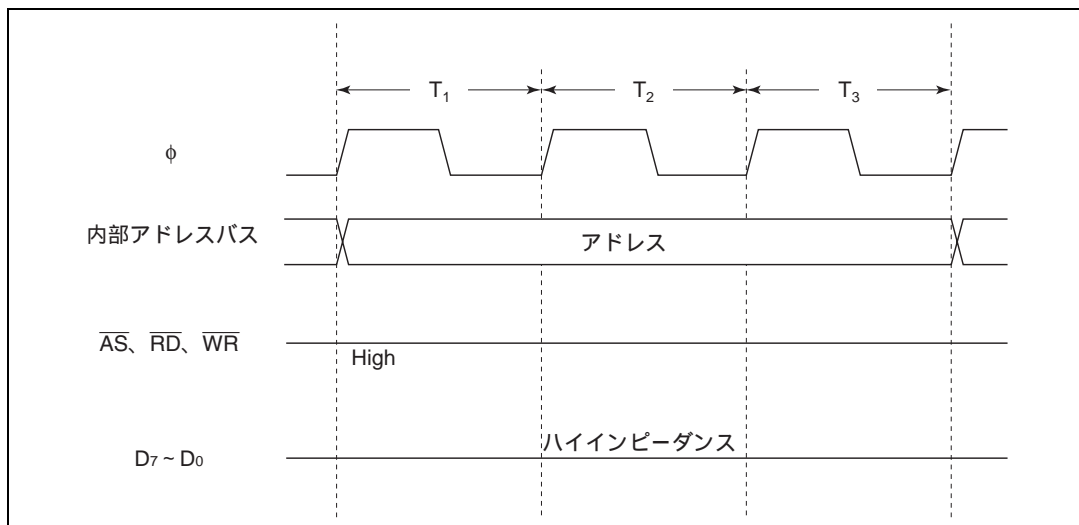 T1 T2 T3
φ
内部アドレスバス アドレス
AS、RD、WR High
ハイインピーダンス
D7 ~ D0